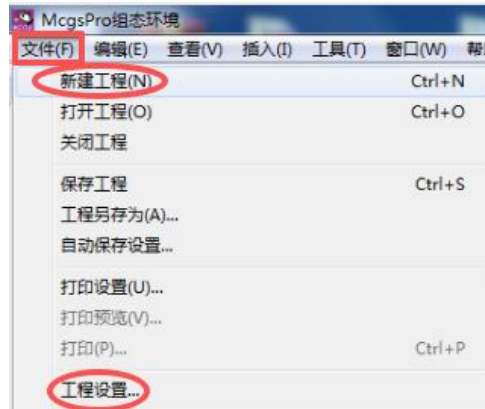 McgsPro组态环境
文件(F) 编辑(E) 查看(V) 插入(I) 工具(T) 窗口(W) 帮
新建工程(N) Ctrl+N
打开工程(O) Ctrl+O
关闭工程
保存工程 Ctrl+S
工程另存为(A)...
自动保存设置...
打印设置(U)...
打印预览(V)...
打印(P)... Ctrl+P
工程设置...